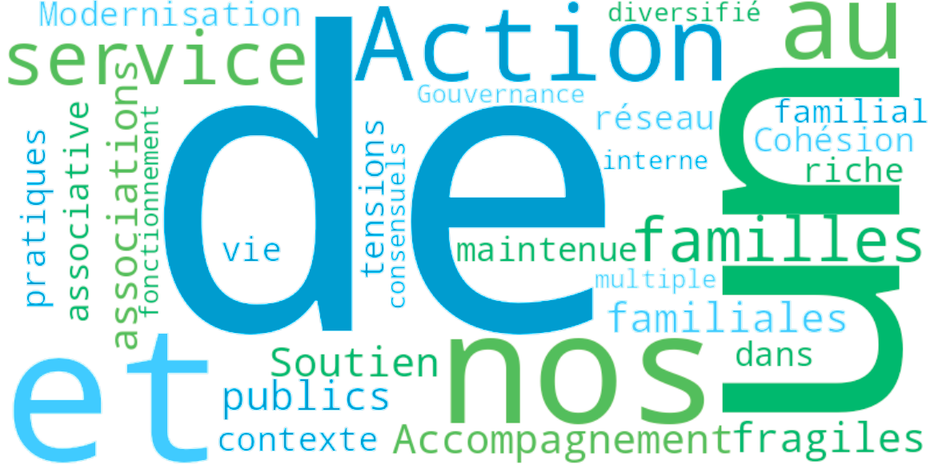 Modernisation
diversifié
service
Action
au
Gouvernance
réseau
familial
Cohésion
interne
riche
pratiques
associative
associations
fonctionnement
de
tensions
consensuels
un
vie
maintenue
familles
multiple
familiales
et
Soutien
nos
dans
publics
contexte
Accompagnement
fragiles